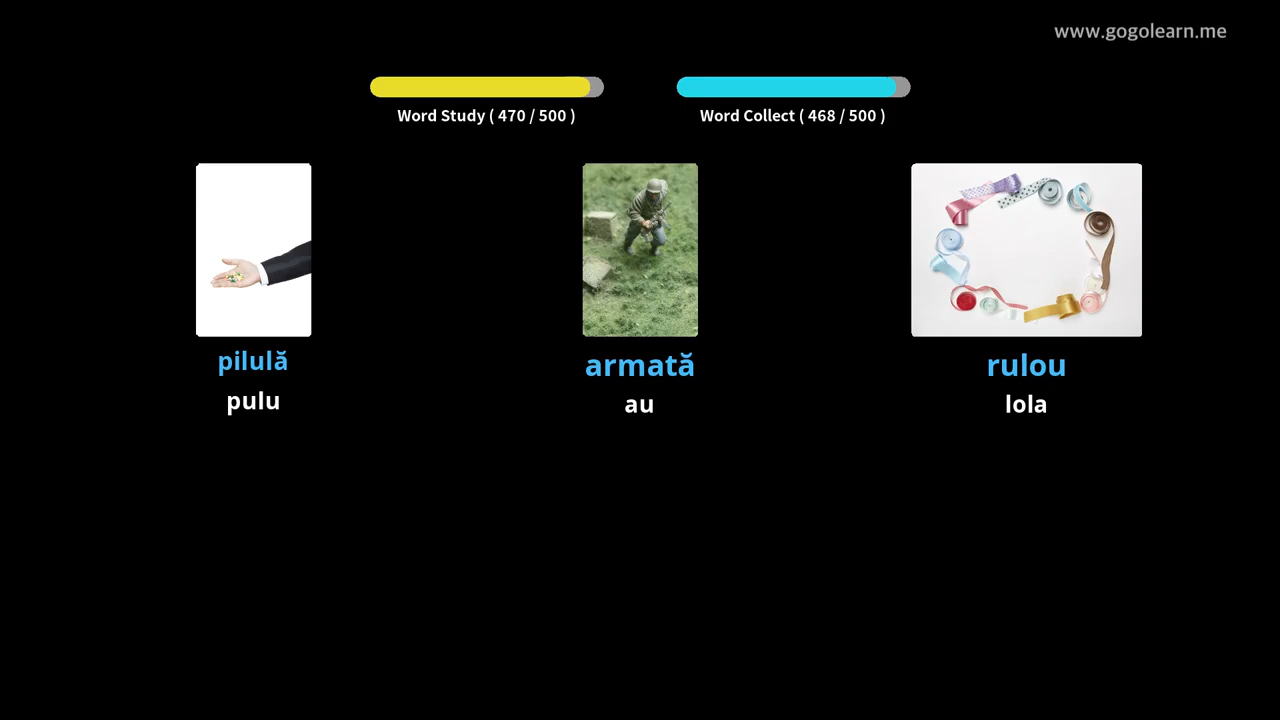 www.gogolearn.me
Word Study ( 470 / 500 )
Word Collect ( 468 / 500 )
pilulă
armată
rulou
pulu
au
lola